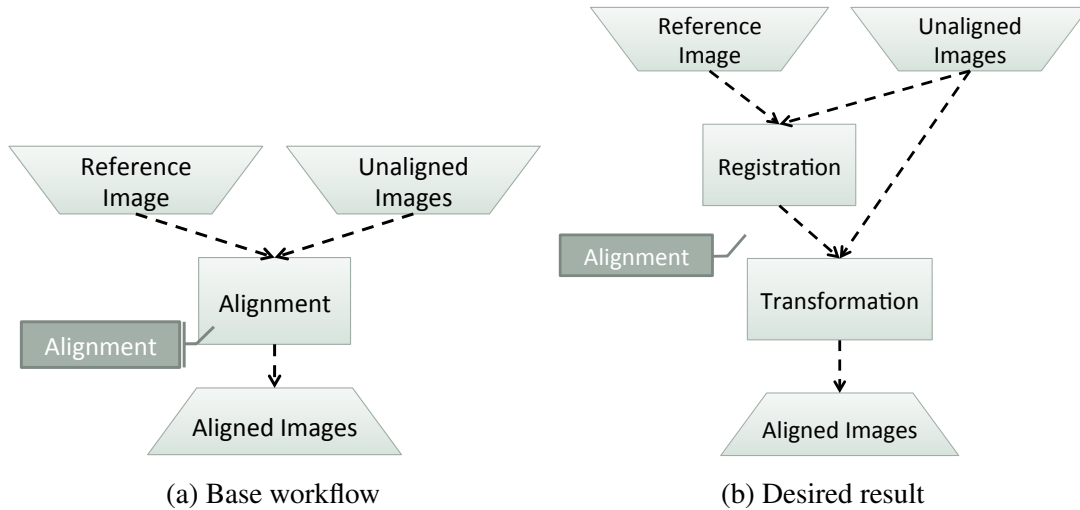 Reference
Image
Unaligned
Images
Alignment
Alignment
Aligned Images
(a) Base workflow
Reference
Image
Unaligned
Images
Registration
Alignment
Transformation
Aligned Images
(b) Desired result